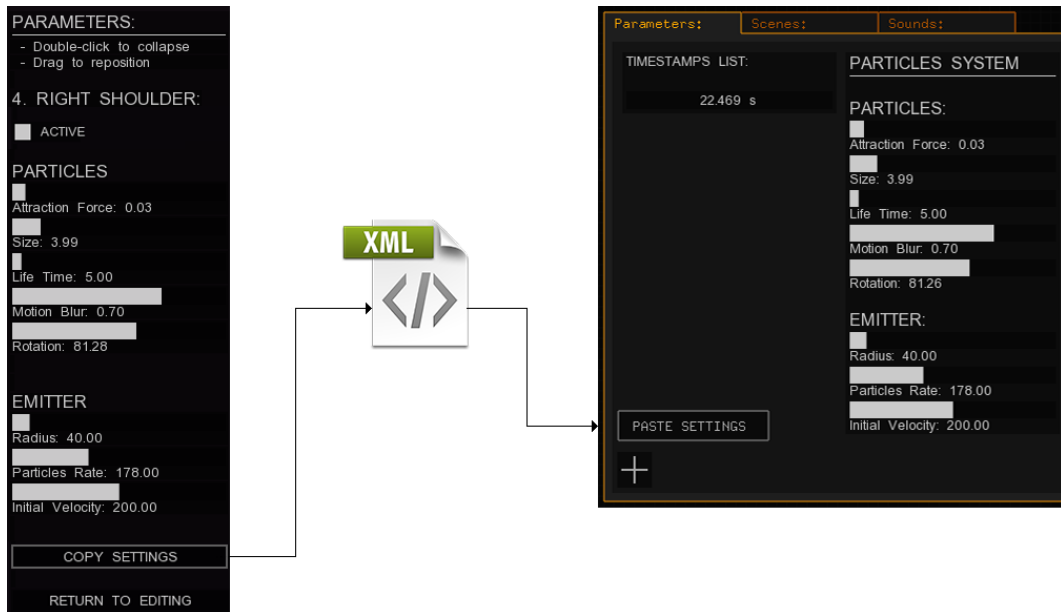 PARAMETERS:
- Double-click to collapse
- Drag to reposition
4. RIGHT SHOULDER:
ACTIVE
PARTICLES
Attraction Force: 0.03
Size: 3.99
Life Time: 5.00
Motion Blur: 0.70
Rotation: 81.28
EMITTER
Radius: 40.00
Particles Rate: 178.00
Initial Velocity: 200.00
COPY SETTINGS
RETURN TO EDITING
XML
</>
Parameters:
Scenes:
Sounds:
TIMESTAMPS LIST:
22.469 s
PASTE SETTINGS
PARTICLES SYSTEM
PARTICLES:
Attraction Force: 0.03
Size: 3.99
Life Time: 5.00
Motion Blur: 0.70
Rotation: 81.26
EMITTER:
Radius: 40.00
Particles Rate: 178.00
Initial Velocity: 200.00